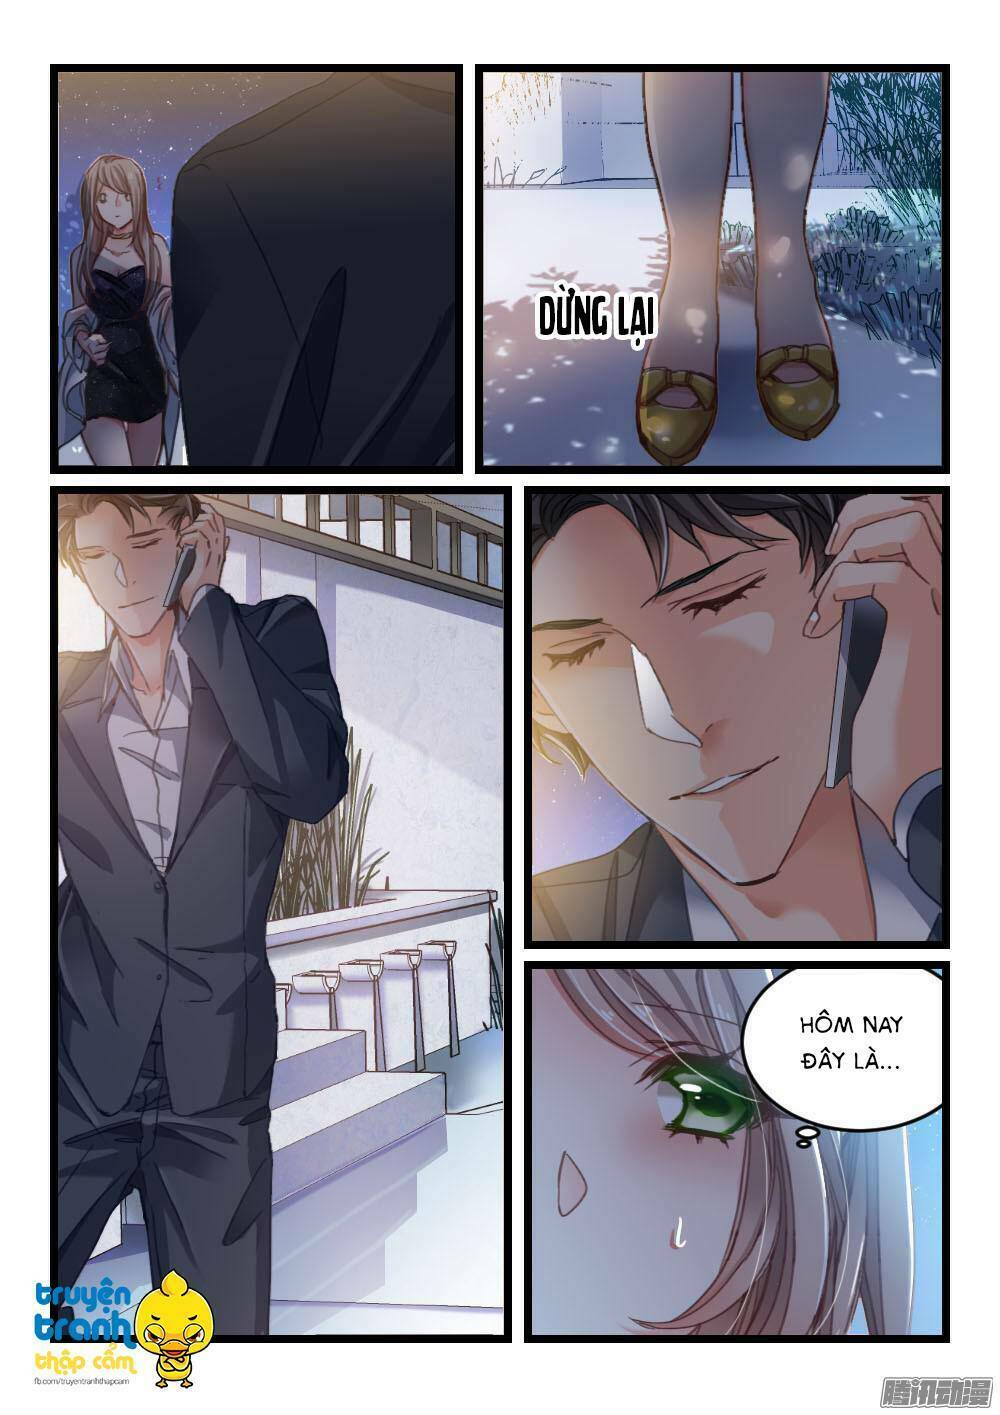 DỪNG LẠI
HÔM NAY
ĐÂY LÀ...
truyện
tranh
thập cẩm
fb.com/truyentranhthapcam
腾讯动漫